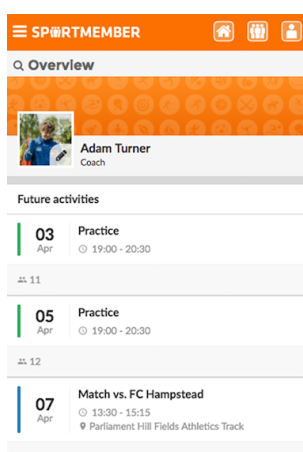 SPORTMEMBER
Overview
Adam Turner
Coach
Future activities
03
Apr
Practice
19:00 - 20:30
11
05
Apr
Practice
19:00 - 20:30
12
07
Apr
Match vs. FC Hampstead
13:30 - 15:15
Parliament Hill Fields Athletics Track